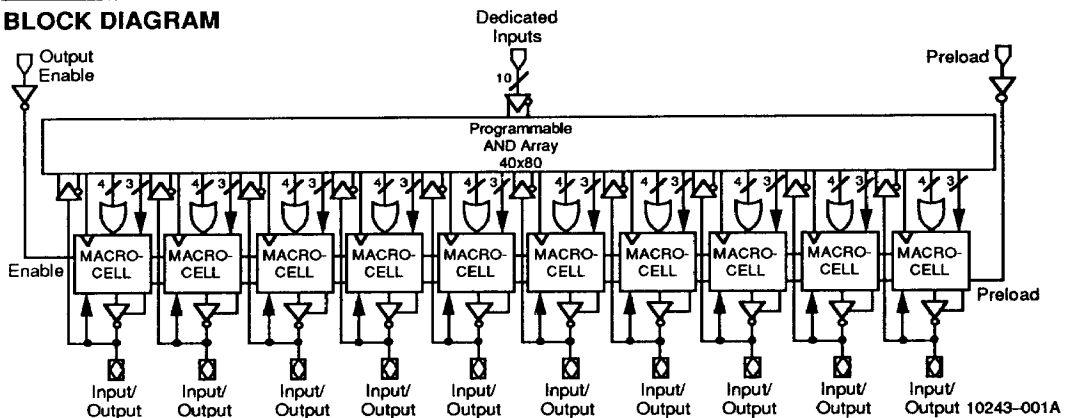 BLOCK DIAGRAM
Dedicated
Inputs
Output
Enable
Preload
10
Programmable
AND Array
40x80
4 3 4 3 4 3 4 3 4 3 4 3 4 3 4 3 4 3 4 3
MACRO- MACRO- MACRO- MACRO- MACRO- MACRO- MACRO- MACRO- MACRO- MACRO-
Enable CELL CELL CELL CELL CELL CELL CELL CELL CELL CELL
Preload
Input/ Input/ Input/ Input/ Input/ Input/ Input/ Input/ Input/ Input/
Output Output Output Output Output Output Output Output Output Output 10243-001A